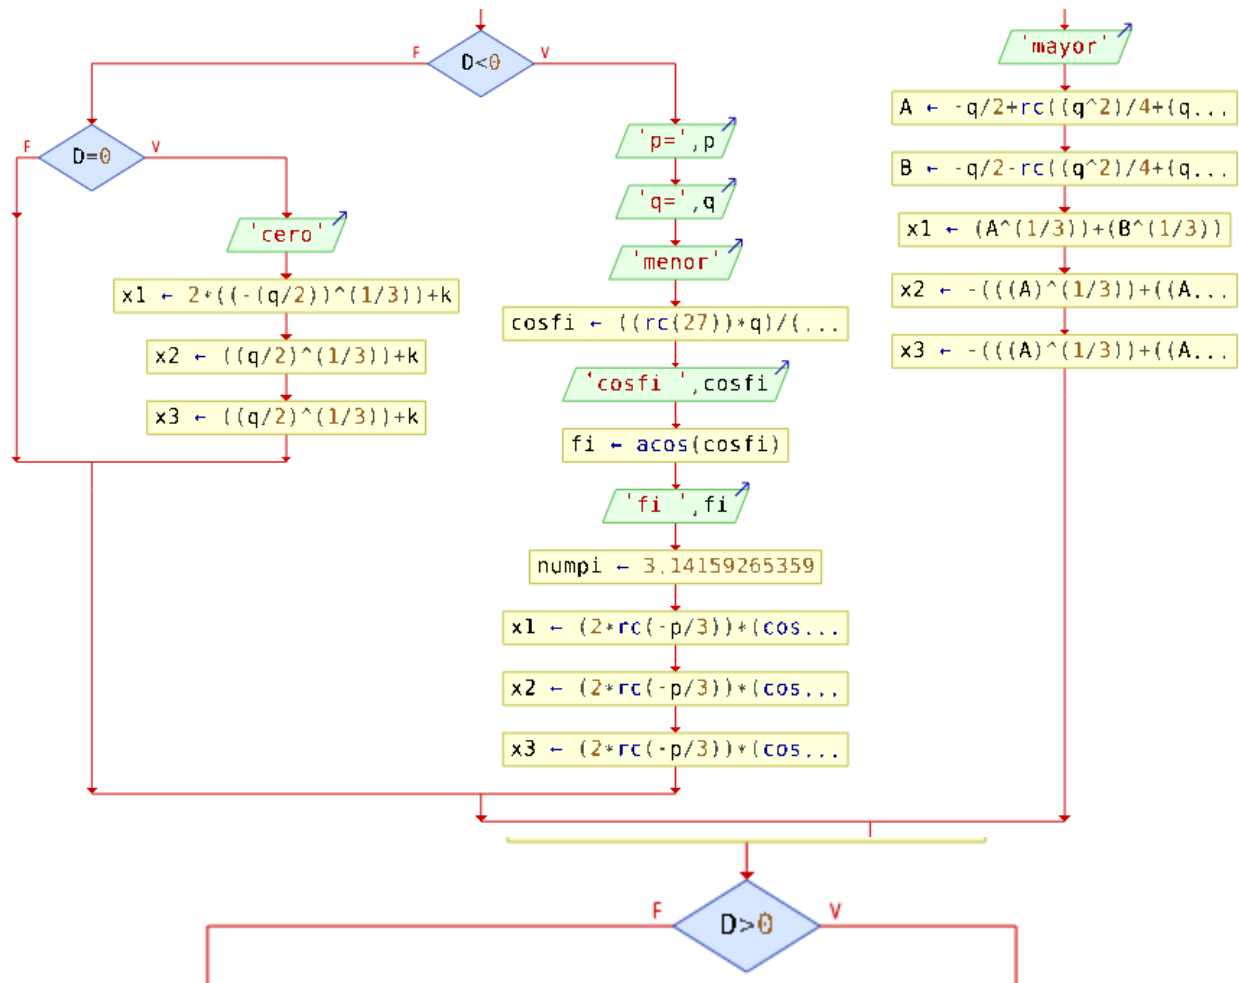 F
D<0
V
F
D=0
V
'cero'
x1 ← 2*((-(q/2))^(1/3))+k
x2 ← ((q/2)^(1/3))+k
x3 ← ((q/2)^(1/3))+k
'p=',p
'q=',q
'menor'
cosfi ← ((rc(27))*q)/(...
'cosfi ',cosfi
fi ← acos(cosfi)
'fi ',fi
numpi ← 3.14159265359
x1 ← (2*rc(-p/3))*(cos...
x2 ← (2*rc(-p/3))*(cos...
x3 ← (2*rc(-p/3))*(cos...
'mayor'
A ← -q/2+rc((q^2)/4+(q...
B ← -q/2-rc((q^2)/4+(q...
x1 ← (A^(1/3))+(B^(1/3))
x2 ← -(((A)^(1/3))+((A...
x3 ← -(((A)^(1/3))+((A...
F
D>0
V